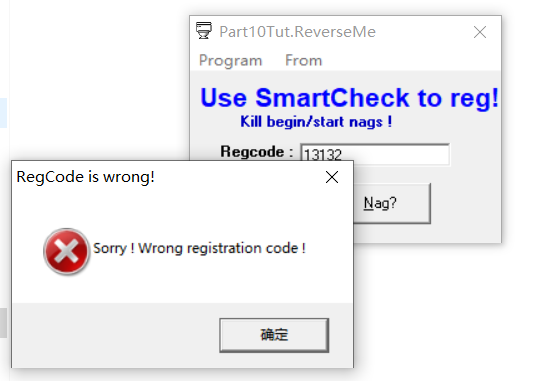 Part10Tut.ReverseMe
Program From
Use SmartCheck to reg!
Kill begin/start nags !
Regcode : 13132
Nag?
RegCode is wrong!
Sorry ! Wrong registration code !
确定